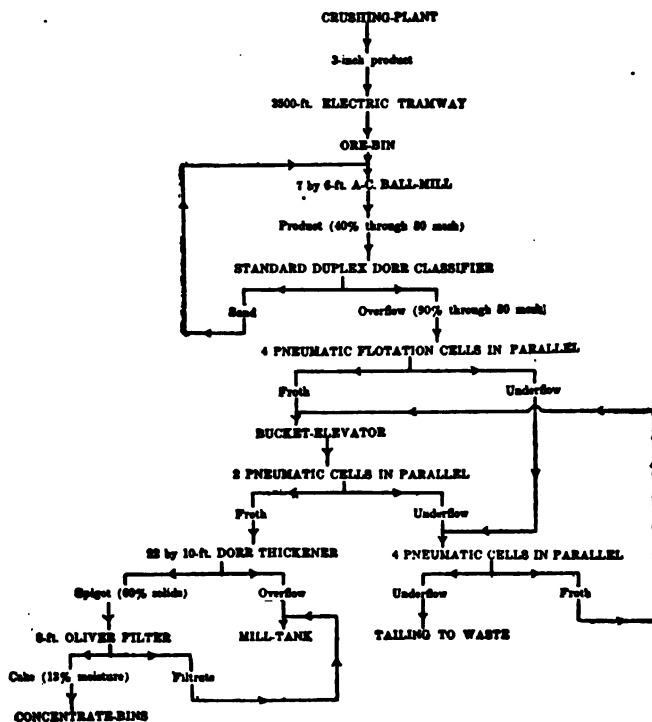 CRUSHING-PLANT
3-inch product
3500-ft. ELECTRIC TRAMWAY
ORE-BIN
7 by 6-ft. A-C. BALL-MILL
Product (40% through 80 mesh)
STANDARD DUPLEX DORR CLASSIFIER
Sand
Overflow (90% through 80 mesh)
4 PNEUMATIC FLOTATION CELLS IN PARALLEL
Froth
Underflow
BUCKET-ELEVATOR
2 PNEUMATIC CELLS IN PARALLEL
Froth
Underflow
by 10-ft. DORR THICKENER
4 PNEUMATIC CELLS IN PARALLEL
Spigot (60% solids)
Overflow
Underflow
Froth
8-ft. OLIVER FILTER
MILL-TANK
TAILING TO WASTE
Cake (13% moisture)
Filtrate
CONCENTRATE-BINS